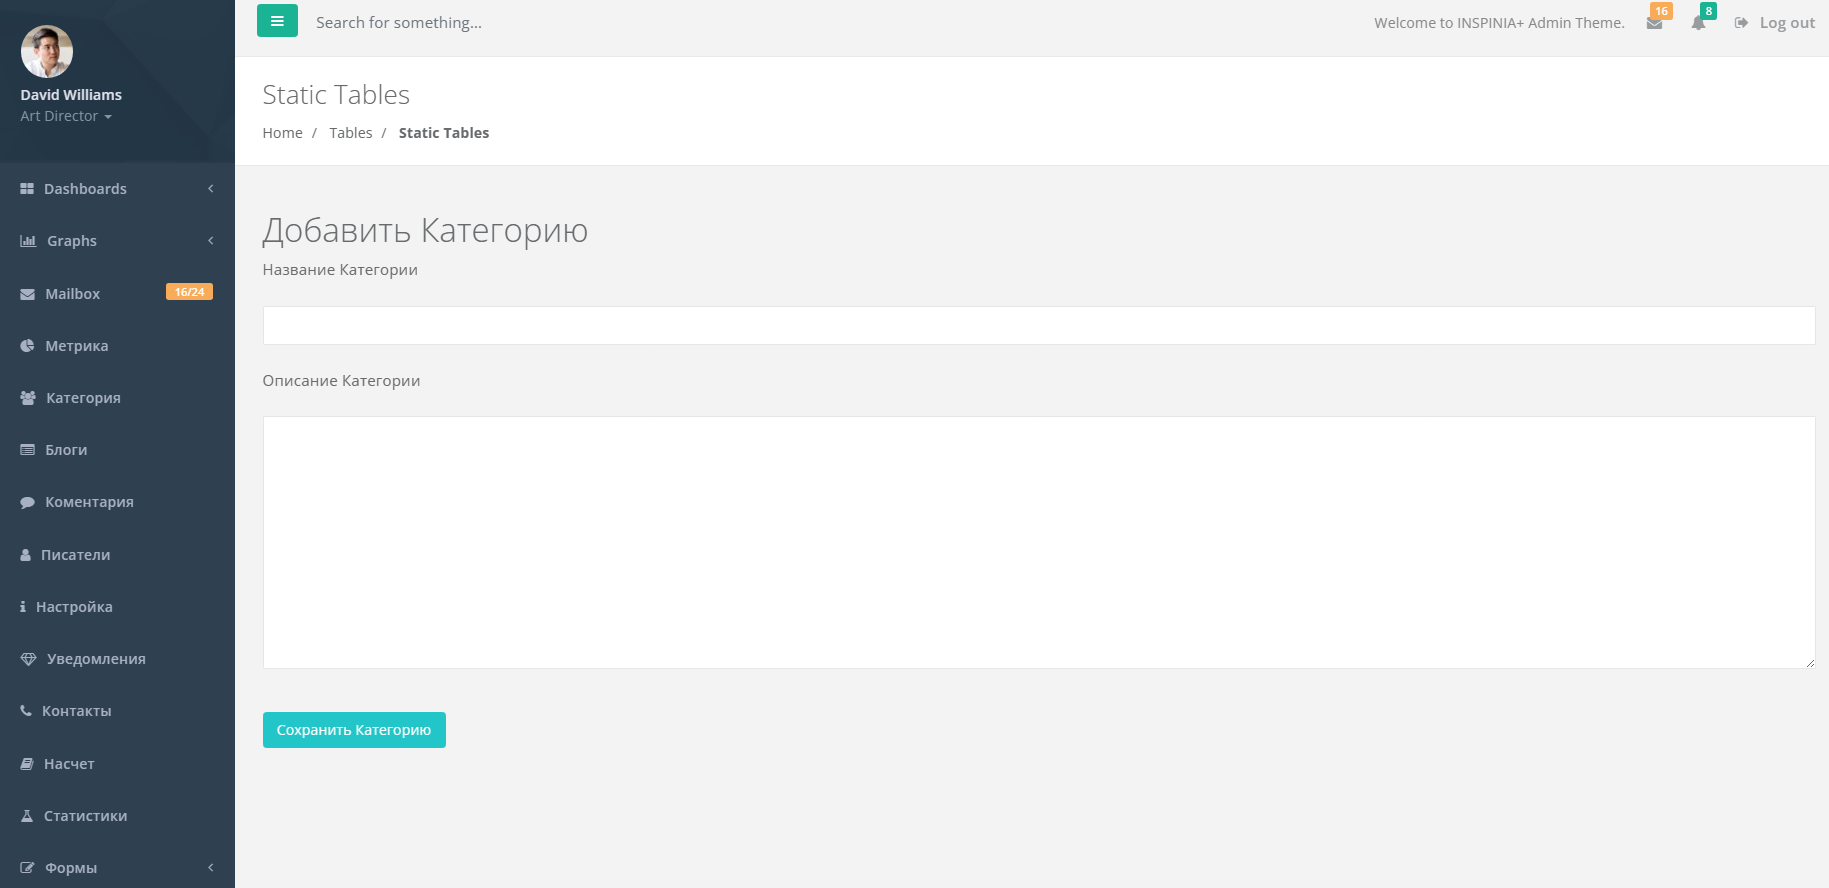 David Williams
Art Director
Dashboards
Graphs
Mailbox 16/24
Метрика
Категория
Блоги
Коментария
Писатели
Настройка
Уведомления
Контакты
Насчет
Статистики
Формы
Search for something...
Welcome to INSPINIA+ Admin Theme. 16 8 Log out
Static Tables
Home / Tables / Static Tables
Добавить Категорию
Название Категории
Описание Категории
Сохранить Категорию